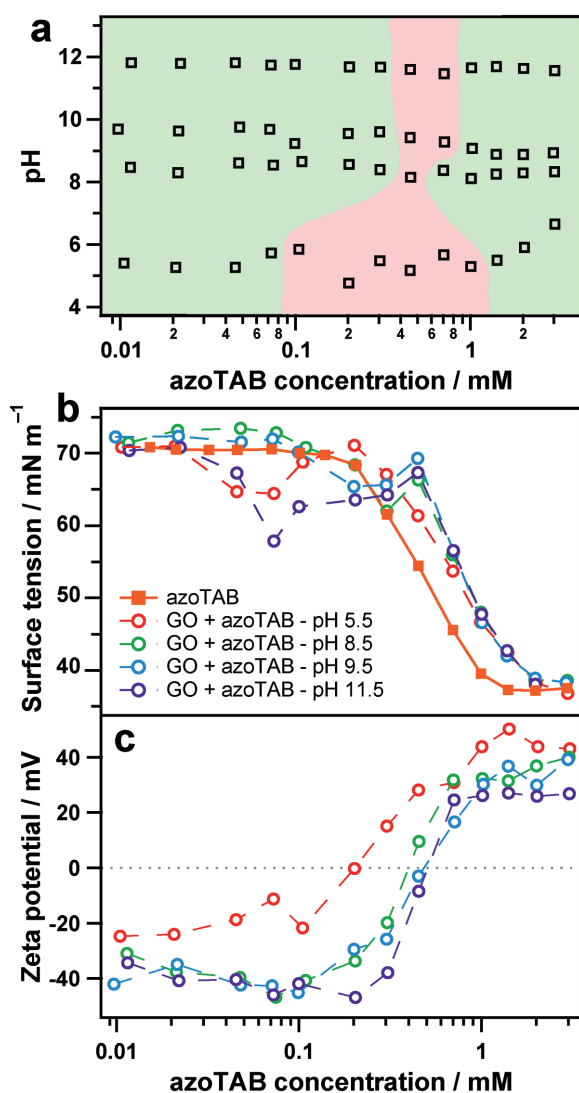 a
12
10
8
6
4
pH
0.01
2
4
6
8
0.1
2
4
6
8
1
2
azoTAB concentration / mM
b
70
60
50
40
Surface tension / mN m⁻¹
azoTAB
GO + azoTAB - pH 5.5
GO + azoTAB - pH 8.5
GO + azoTAB - pH 9.5
GO + azoTAB - pH 11.5
c
40
20
0
-20
-40
Zeta potential / mV
0.01
0.1
1
azoTAB concentration / mM